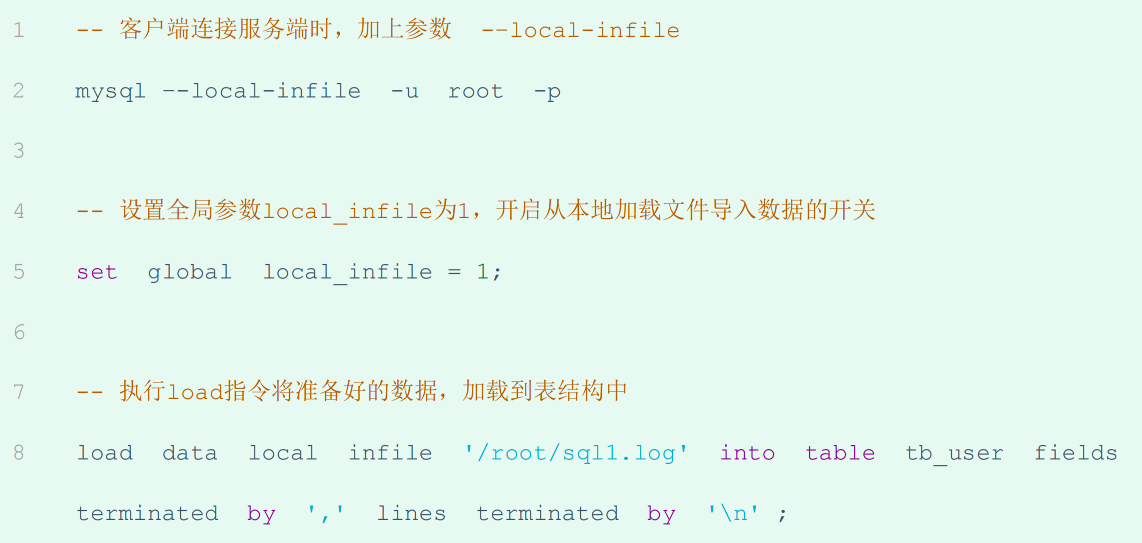 1 -- 客户端连接服务端时，加上参数 --local-infile
2 mysql --local-infile -u root -p
3
4 -- 设置全局参数local_infile为1，开启从本地加载文件导入数据的开关
5 set global local_infile = 1;
6
7 -- 执行load指令将准备好的数据，加载到表结构中
8 load data local infile '/root/sql1.log' into table tb_user fields
terminated by ',' lines terminated by '\n' ;